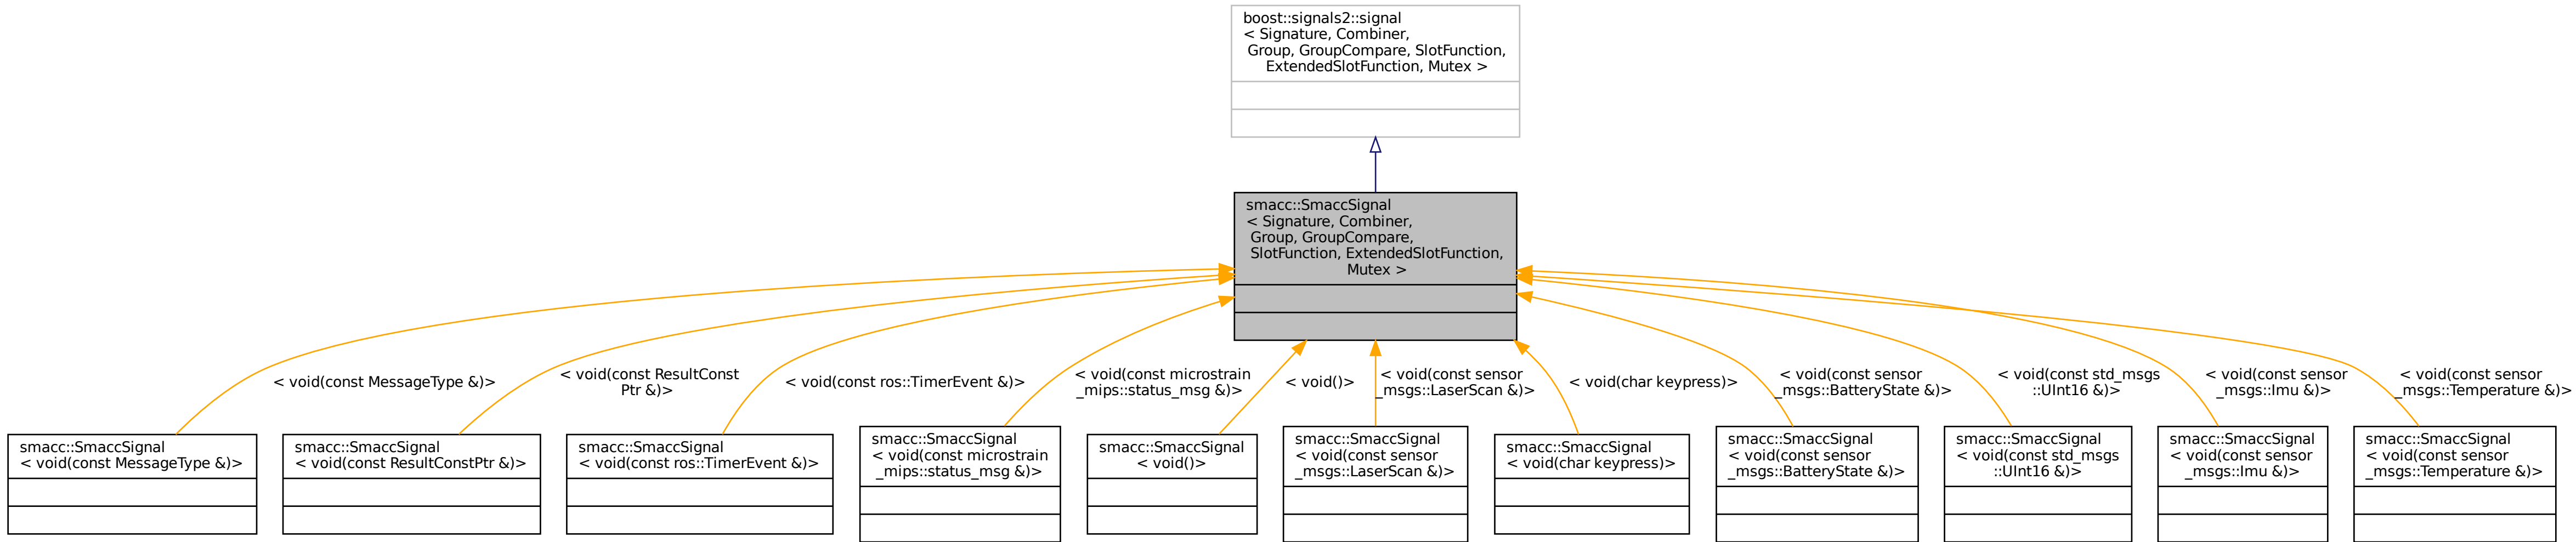 boost::signals2::signal
< Signature, Combiner,
Group, GroupCompare, SlotFunction,
ExtendedSlotFunction, Mutex >
smacc::SmaccSignal
< Signature, Combiner,
Group, GroupCompare,
SlotFunction, ExtendedSlotFunction,
Mutex >
< void(const MessageType &)>
< void(const ResultConst
Ptr &)>
< void(const ros::TimerEvent &)>
< void(const microstrain
_mips::status_msg &)>
< void()>
< void(const sensor
_msgs::LaserScan &)>
< void(char keypress)>
< void(const sensor
_msgs::BatteryState &)>
< void(const std_msgs
::UInt16 &)>
< void(const sensor
_msgs::Imu &)>
< void(const sensor
_msgs::Temperature &)>
smacc::SmaccSignal
< void(const MessageType &)>
smacc::SmaccSignal
< void(const ResultConstPtr &)>
smacc::SmaccSignal
< void(const ros::TimerEvent &)>
smacc::SmaccSignal
< void(const microstrain
_mips::status_msg &)>
smacc::SmaccSignal
< void()>
smacc::SmaccSignal
< void(const sensor
_msgs::LaserScan &)>
smacc::SmaccSignal
< void(char keypress)>
smacc::SmaccSignal
< void(const sensor
_msgs::BatteryState &)>
smacc::SmaccSignal
< void(const std_msgs
::UInt16 &)>
smacc::SmaccSignal
< void(const sensor
_msgs::Imu &)>
smacc::SmaccSignal
< void(const sensor
_msgs::Temperature &)>